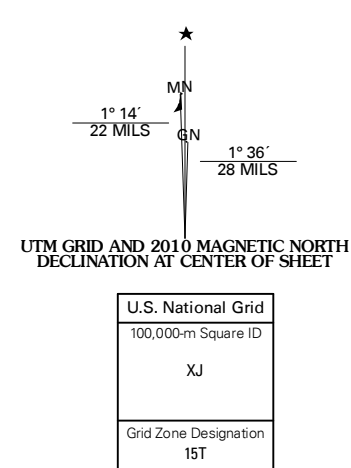 MN
1° 14´
22 MILS
GN
1° 36´
28 MILS
UTM GRID AND 2010 MAGNETIC NORTH
DECLINATION AT CENTER OF SHEET
U.S. National Grid
100,000-m Square ID
XJ
Grid Zone Designation
15T